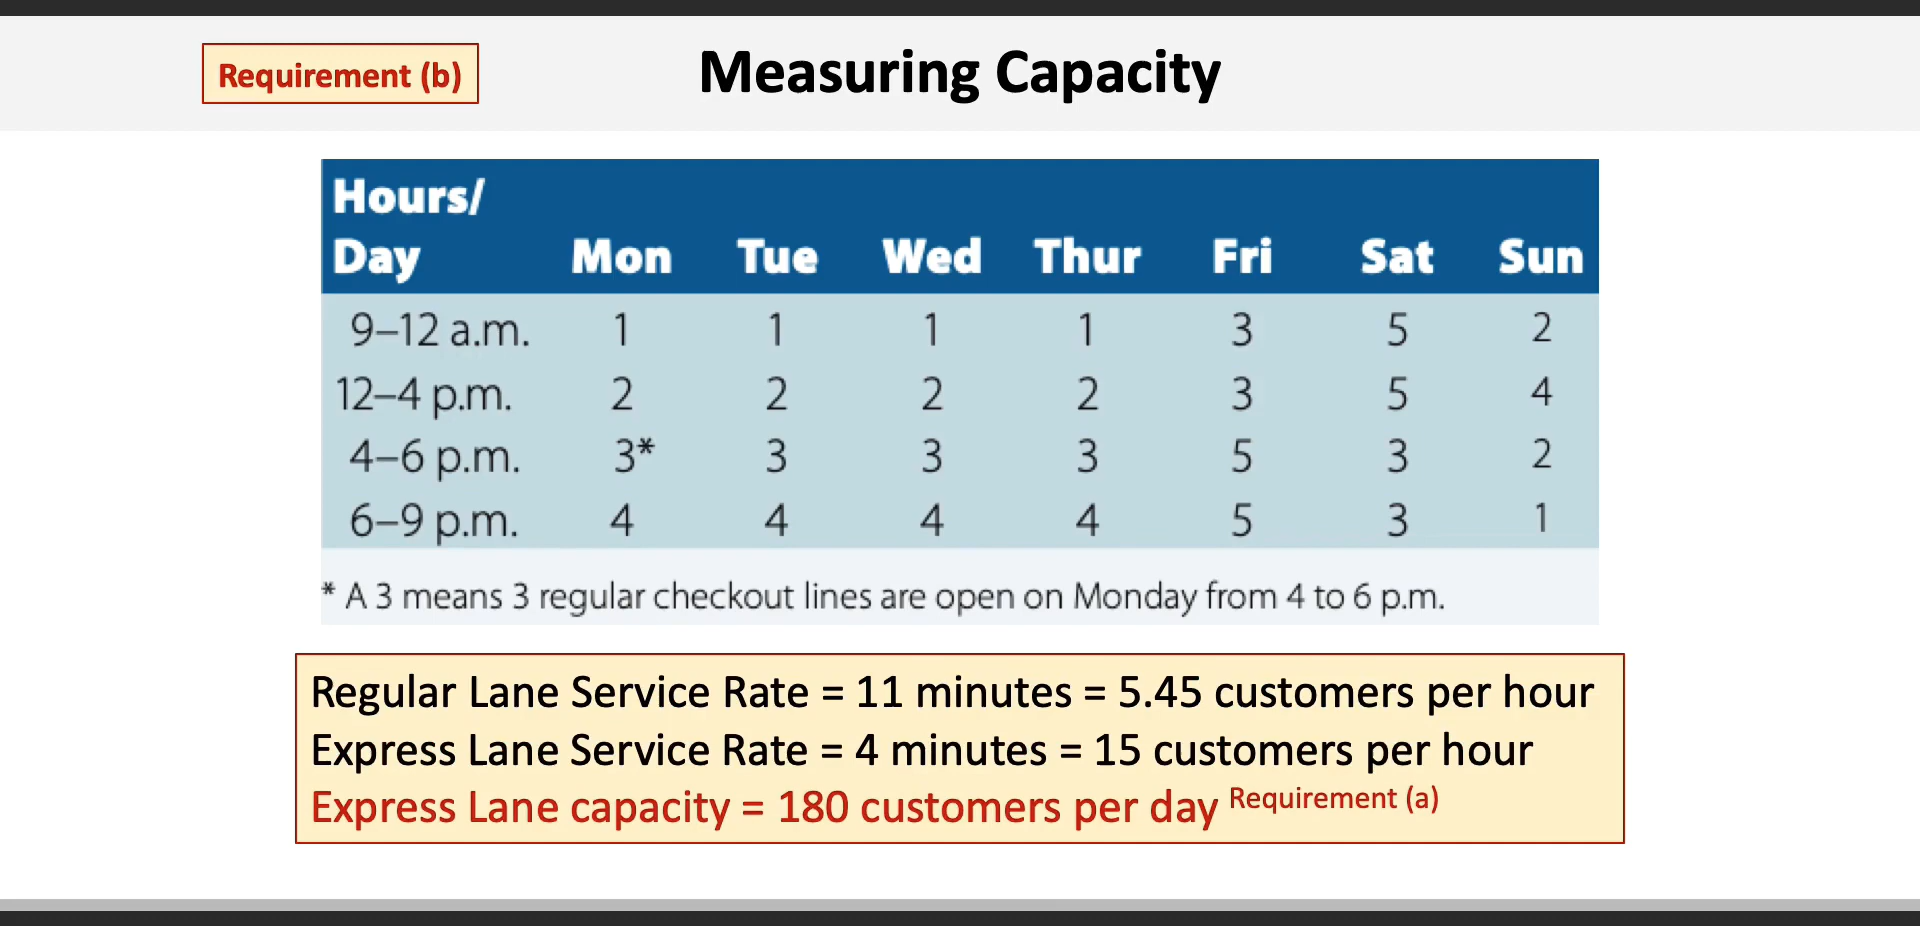 Requirement (b)
Measuring Capacity
Hours/
Day Mon Tue Wed Thur Fri Sat Sun
9–12 a.m. 1 1 1 1 3 5 2
12–4 p.m. 2 2 2 2 3 5 4
4–6 p.m. 3* 3 3 3 5 3 2
6–9 p.m. 4 4 4 4 5 3 1
* A 3 means 3 regular checkout lines are open on Monday from 4 to 6 p.m.
Regular Lane Service Rate = 11 minutes = 5.45 customers per hour
Express Lane Service Rate = 4 minutes = 15 customers per hour
Express Lane capacity = 180 customers per day Requirement (a)